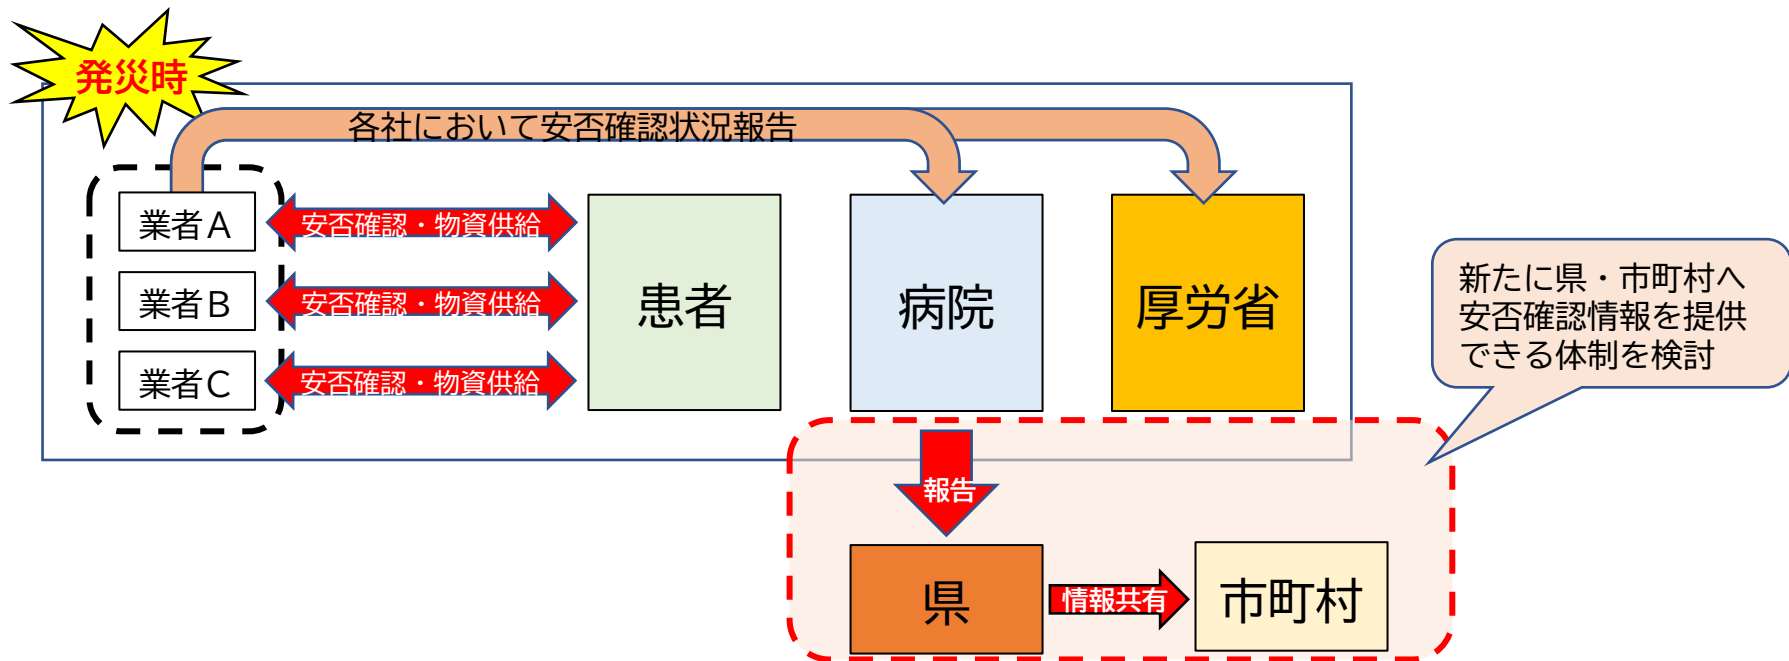 発災時
各社において安否確認状況報告
業者A
安否確認・物資供給
業者B
安否確認・物資供給
業者C
安否確認・物資供給
患者
病院
厚労省
新たに県・市町村へ
安否確認情報を提供
できる体制を検討
報告
県
情報共有
市町村